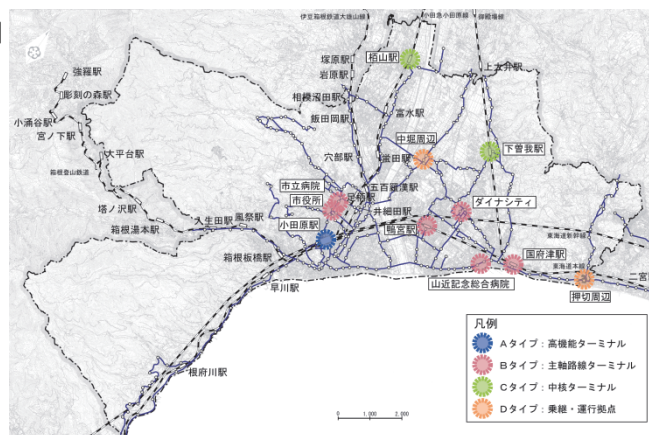 伊豆箱根鉄道大雄山線
小田急小田原線
御殿場線
強羅駅
彫刻の森駅
小涌谷駅
宮ノ下駅
大平台駅
箱根登山鉄道
塔ノ沢駅
箱根湯本駅
入生田駅
風祭駅
箱根板橋駅
塚原駅
岩原駅
相模沼田駅
飯田岡駅
穴部駅
栢山駅
富水駅
上大井駅
中堀周辺
蛍田駅
下曽我駅
五百羅漢駅
市立病院
足柄駅
市役所
井細田駅
ダイナシティ
小田原駅
鴨宮駅
東海道新幹線
国府津駅
東海道本線
二宮
山近記念総合病院
押切周辺
早川駅
根府川駅
凡例
Aタイプ：高機能ターミナル
Bタイプ：主軸路線ターミナル
Cタイプ：中核ターミナル
Dタイプ：乗継・運行拠点
0 1,000 2,000